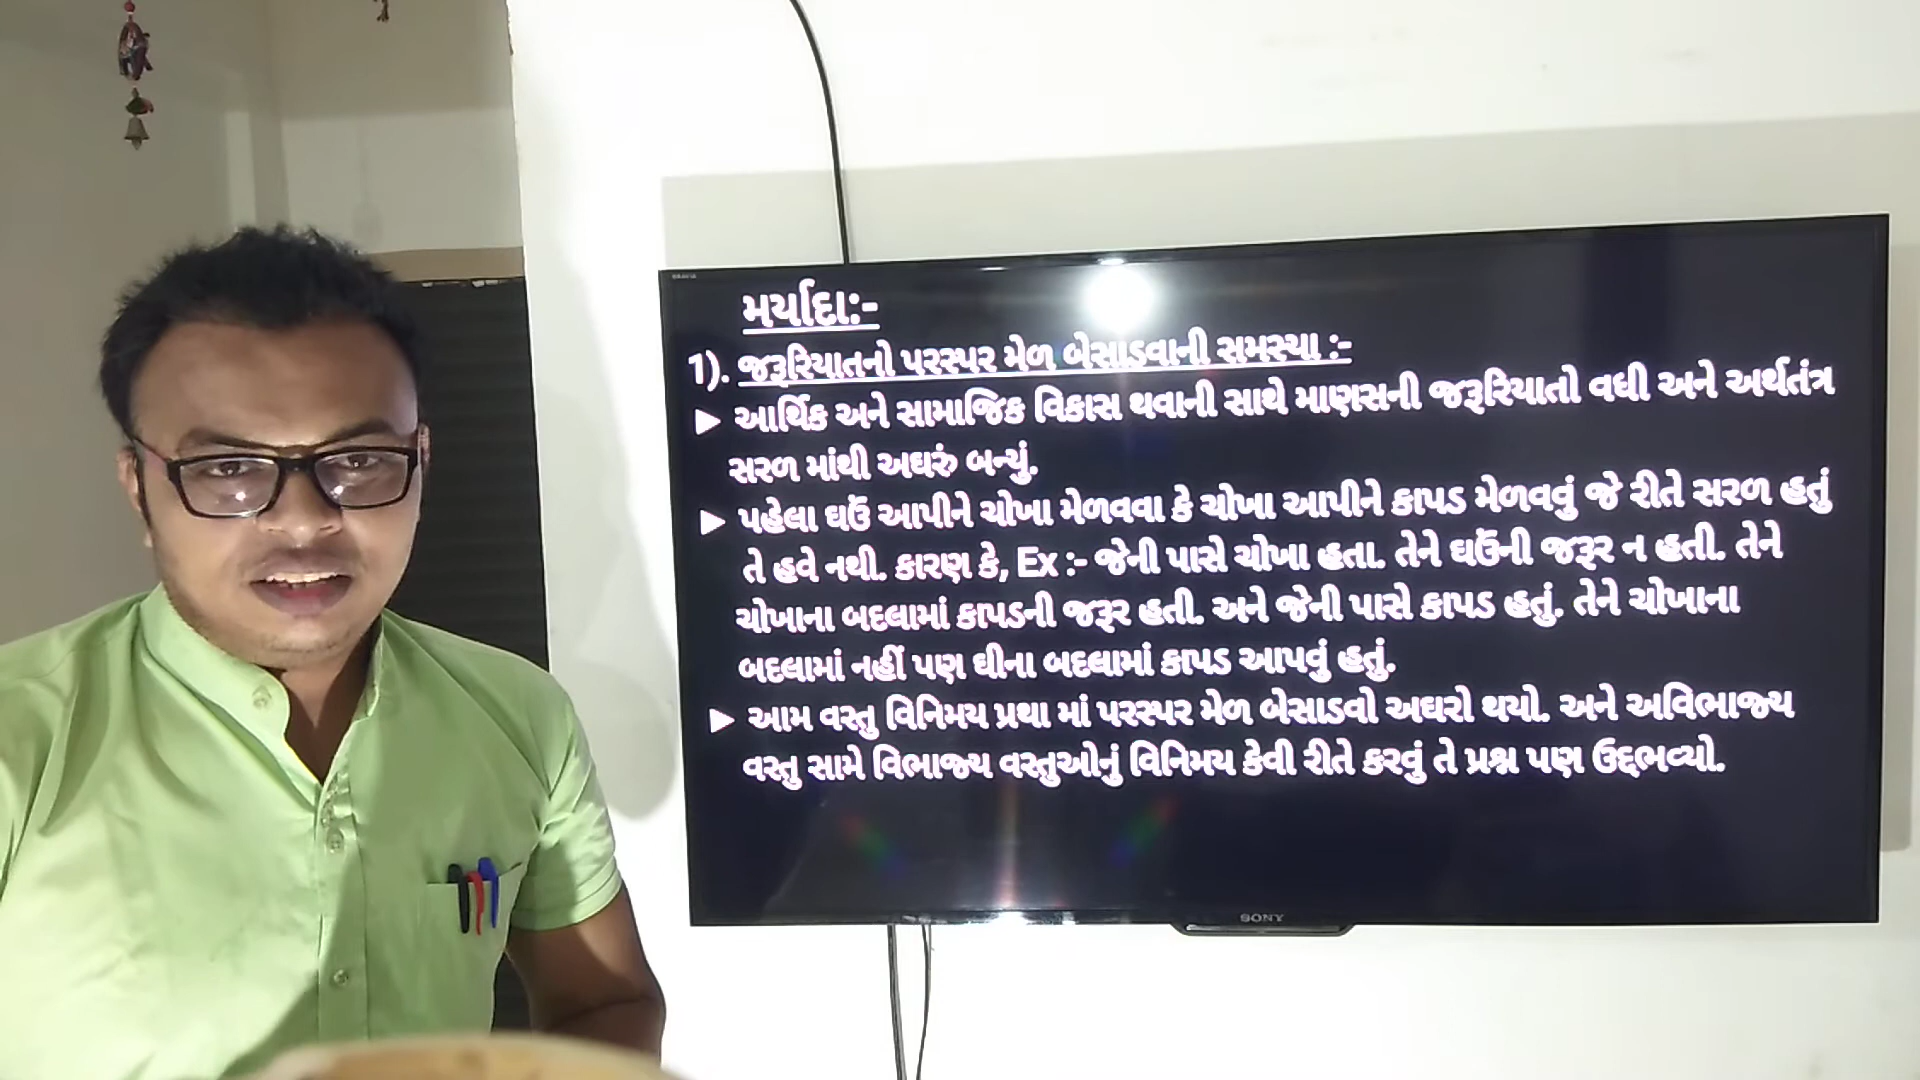 મર્યાદા:-
1). જરૂરિયાતનો પરસ્પર મેળ બેસાડવાની સમસ્યા :-
► આર્થિક અને સામાજિક વિકાસ થવાની સાથે માણસની જરૂરિયાતો વધી અને અર્થતંત્ર
સરળ માંથી અઘરું બન્યું.
► પહેલા ઘઉં આપીને ચોખા મેળવવા કે ચોખા આપીને કાપડ મેળવવું જે રીતે સરળ હતું
તે હવે નથી. કારણ કે, Ex :- જેની પાસે ચોખા હતા. તેને ઘઉંની જરૂર ન હતી. તેને
ચોખાના બદલામાં કાપડની જરૂર હતી. અને જેની પાસે કાપડ હતું. તેને ચોખાના
બદલામાં નહીં પણ ઘીના બદલામાં કાપડ આપવું હતું.
► આમ વસ્તુ વિનિમય પ્રથા માં પરસ્પર મેળ બેસાડવો અઘરો થયો. અને અવિભાજ્ય
વસ્તુ સામે વિભાજ્ય વસ્તુઓનું વિનિમય કેવી રીતે કરવું તે પ્રશ્ન પણ ઉદ્દભવ્યો.
SONY